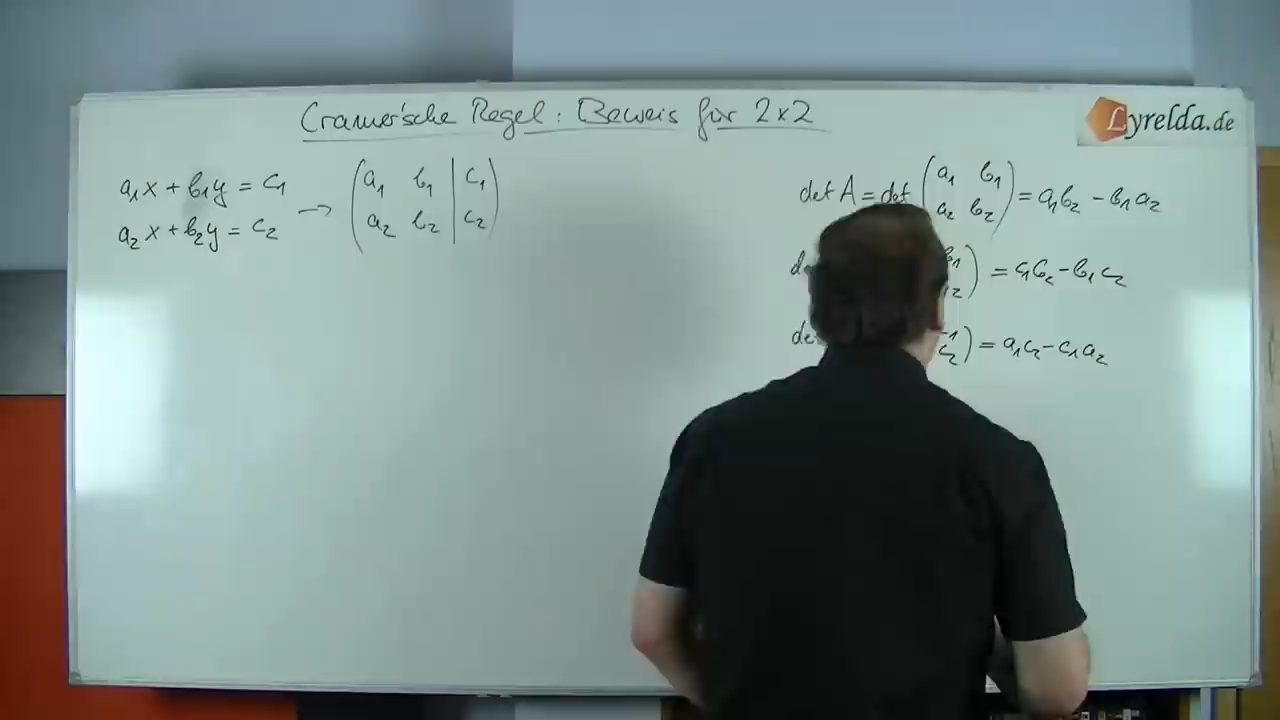 Cramer'sche Regel: Beweis für 2x2
Lyrelda.de
a₁x + b₁y = c₁
a₂x + b₂y = c₂
→ (a₁ b₁ | c₁
a₂ b₂ | c₂)
det A = det (a₁ b₁
a₂ b₂) = a₁b₂ - b₁a₂
= c₁b₂ - b₁c₂
= a₁c₂ - c₁a₂